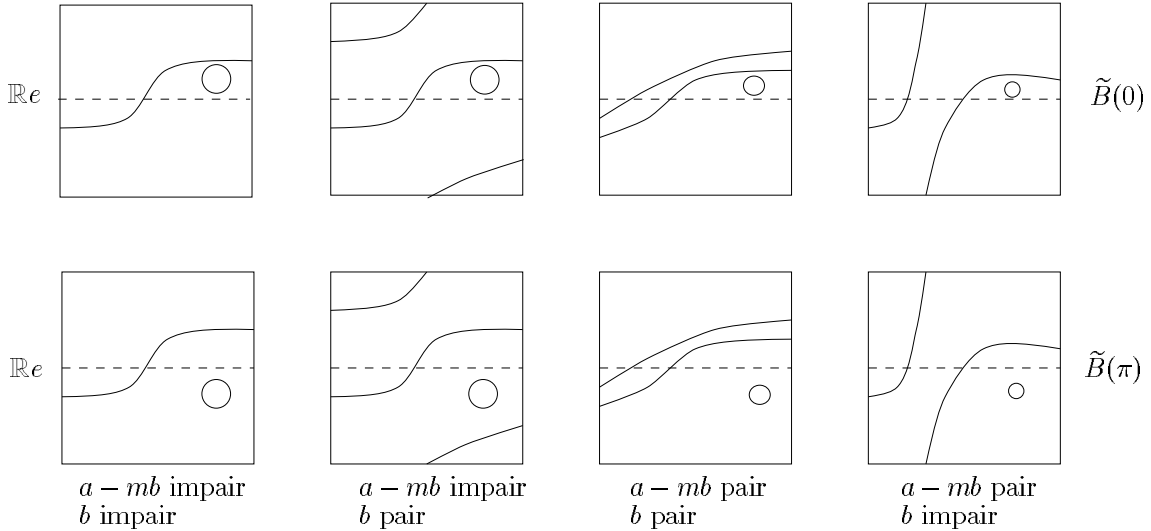 ℝe
B̃(0)
ℝe
B̃(π)
a − mb impair
b impair
a − mb impair
b pair
a − mb pair
b pair
a − mb pair
b impair